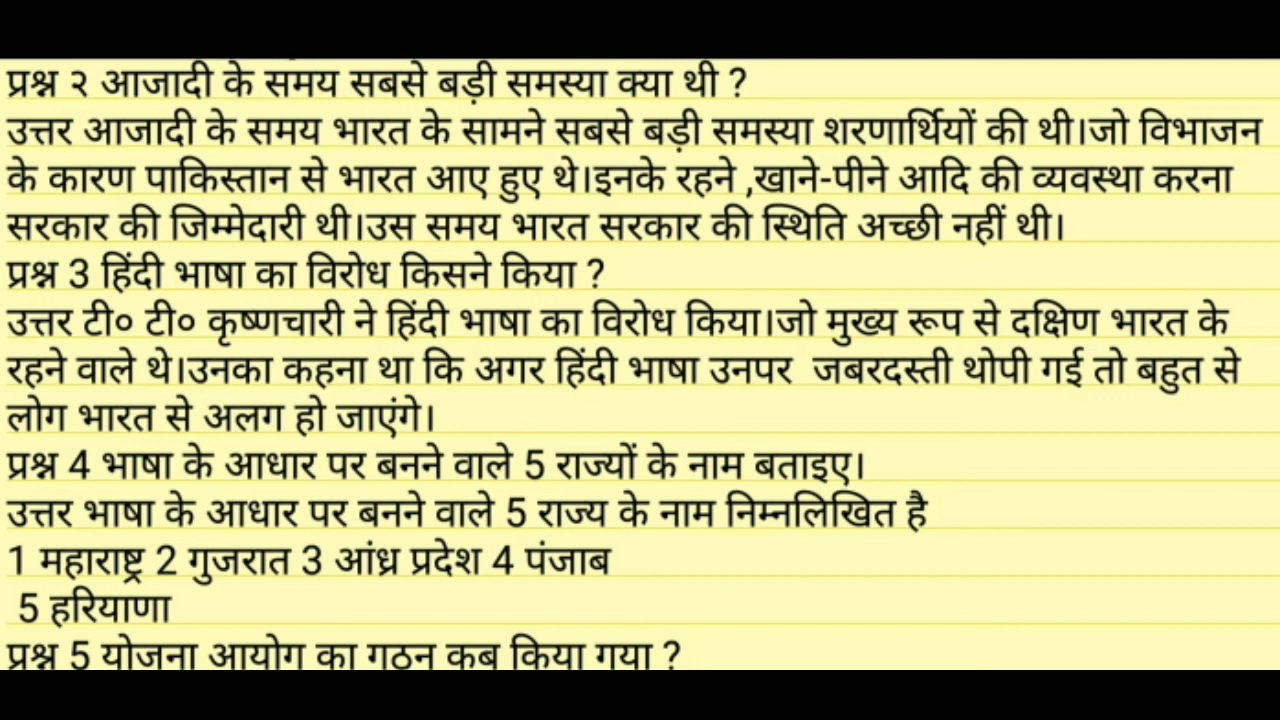 प्रश्न २ आजादी के समय सबसे बड़ी समस्या क्या थी ?
उत्तर आजादी के समय भारत के सामने सबसे बड़ी समस्या शरणार्थियों की थी।जो विभाजन
के कारण पाकिस्तान से भारत आए हुए थे।इनके रहने ,खाने-पीने आदि की व्यवस्था करना
सरकार की जिम्मेदारी थी।उस समय भारत सरकार की स्थिति अच्छी नहीं थी।
प्रश्न 3 हिंदी भाषा का विरोध किसने किया ?
उत्तर टी० टी० कृष्णचारी ने हिंदी भाषा का विरोध किया।जो मुख्य रूप से दक्षिण भारत के
रहने वाले थे।उनका कहना था कि अगर हिंदी भाषा उनपर जबरदस्ती थोपी गई तो बहुत से
लोग भारत से अलग हो जाएंगे।
प्रश्न 4 भाषा के आधार पर बनने वाले 5 राज्यों के नाम बताइए।
उत्तर भाषा के आधार पर बनने वाले 5 राज्य के नाम निम्नलिखित है
1 महाराष्ट्र 2 गुजरात 3 आंध्र प्रदेश 4 पंजाब
5 हरियाणा
प्रश्न 5 योजना आयोग का गठन कब किया गया ?